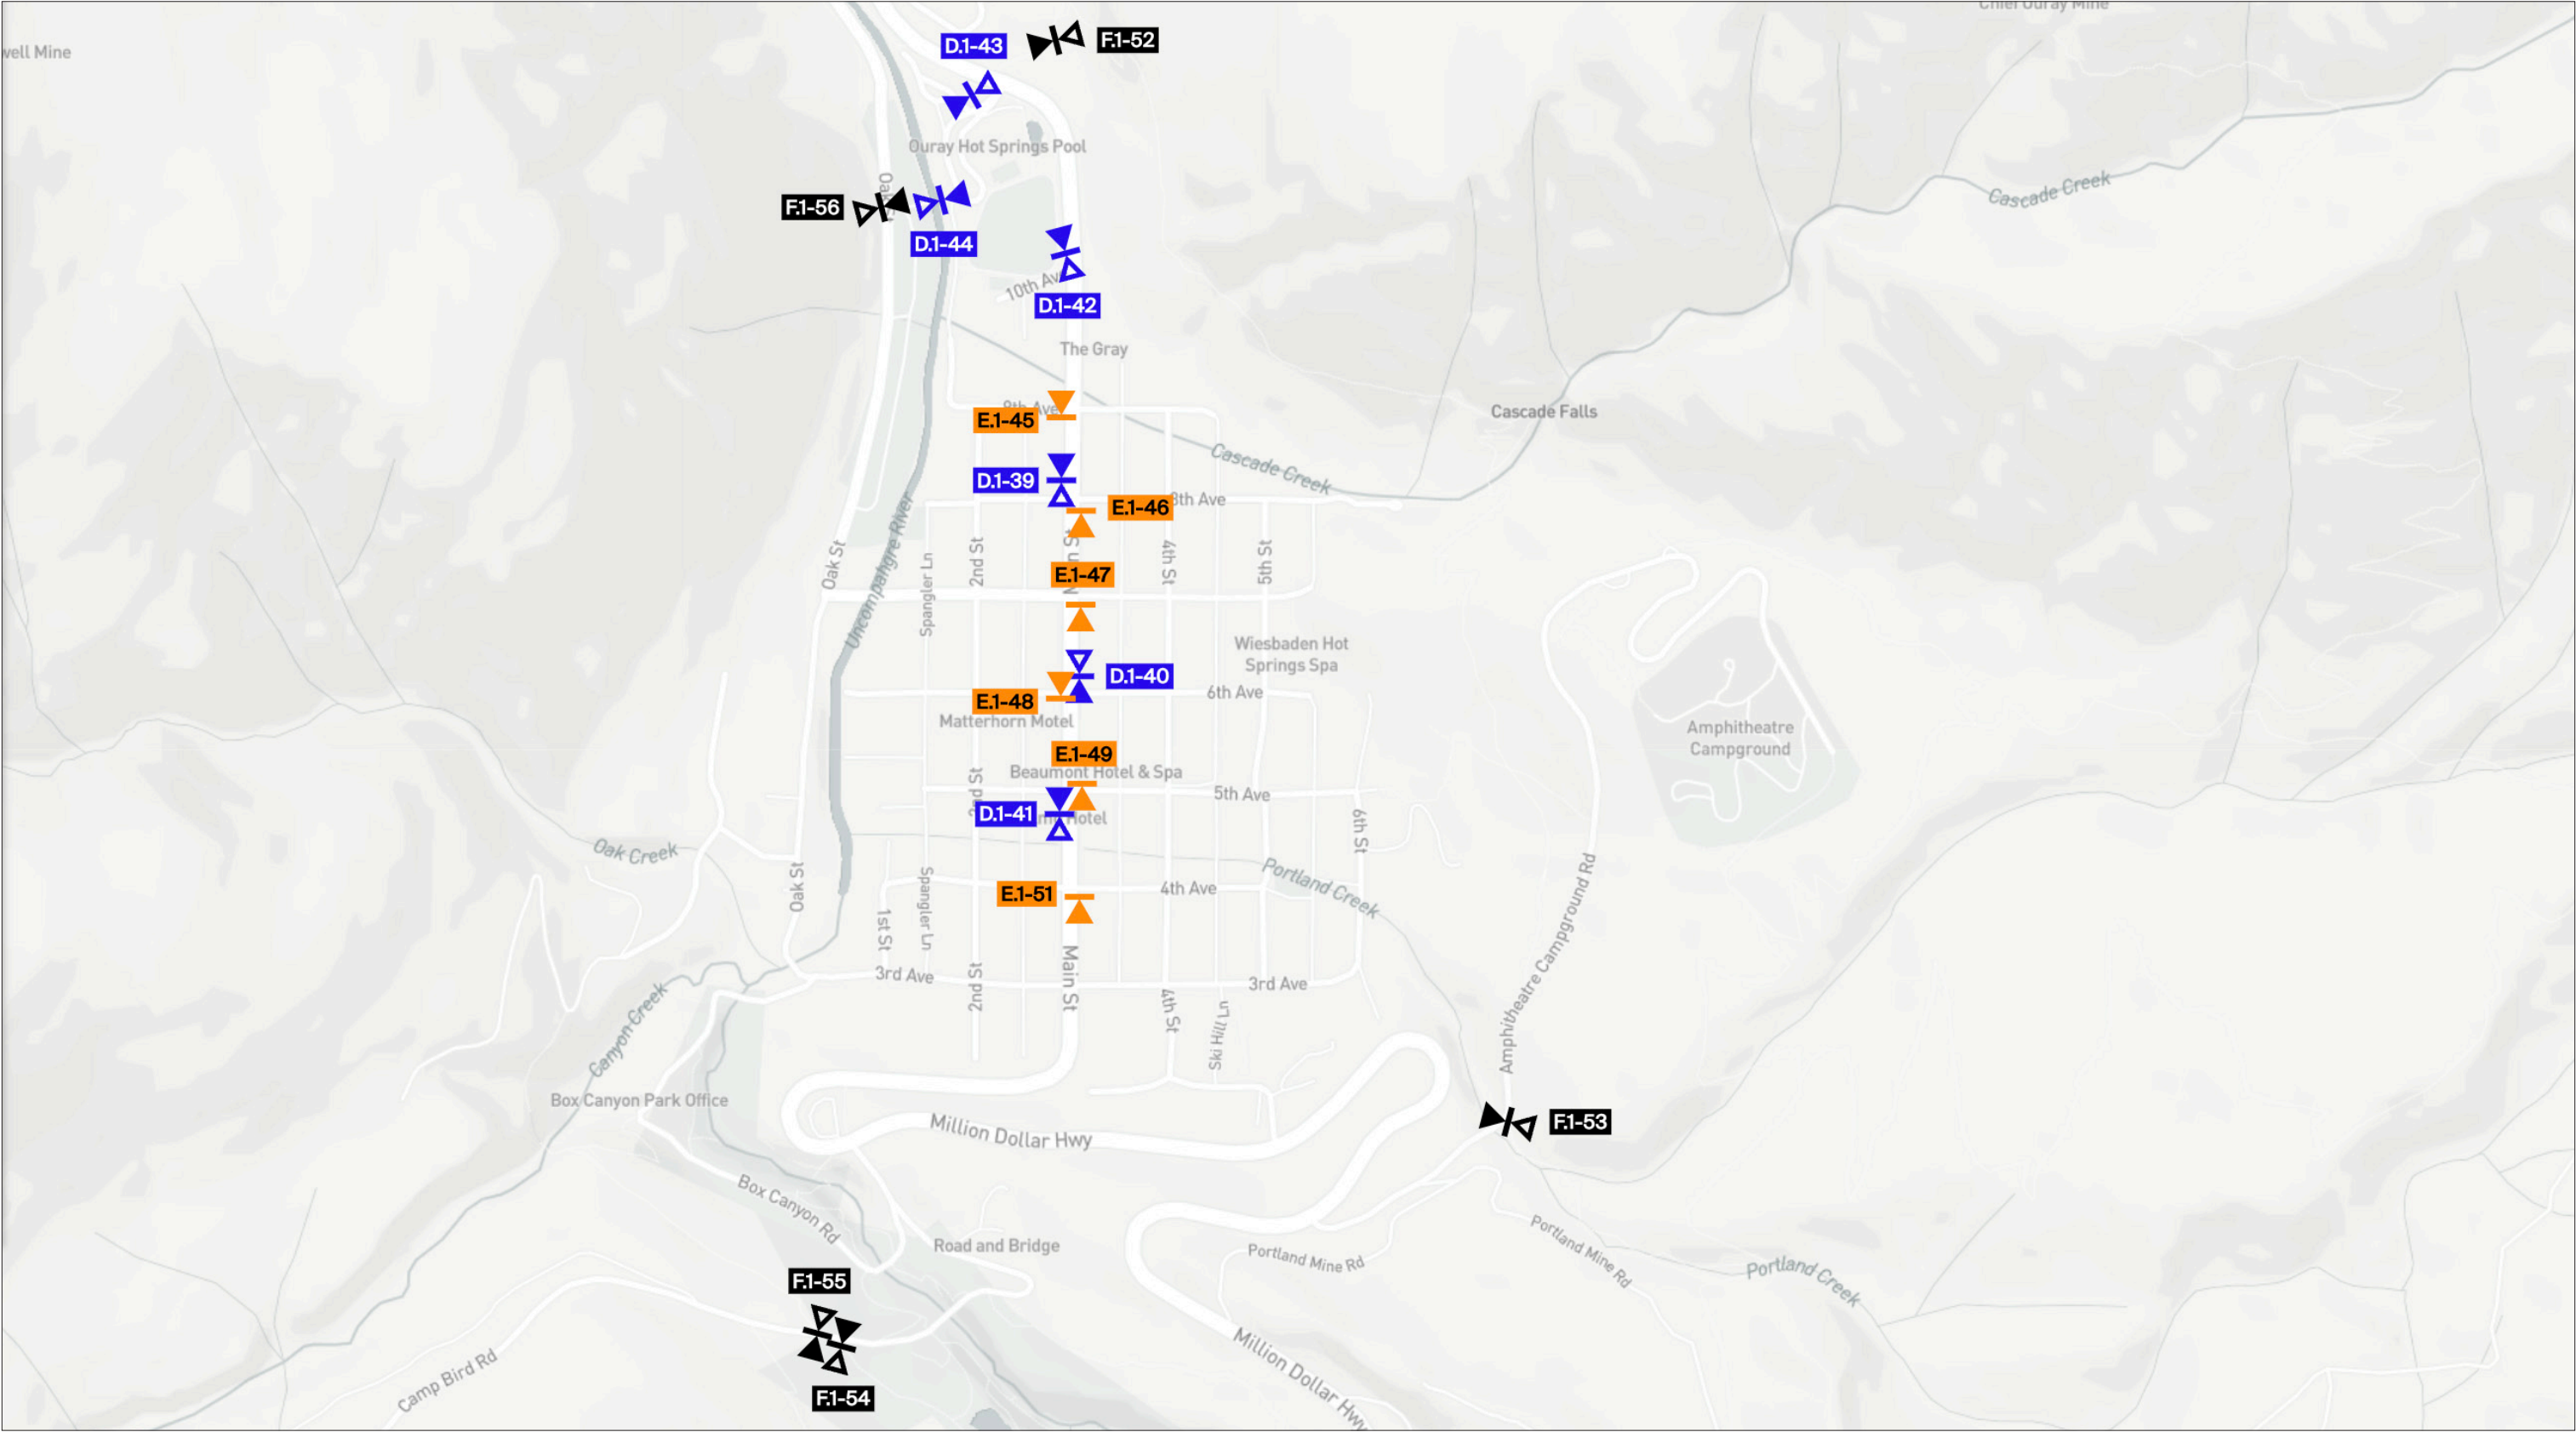 Chief Ouray Mine
well Mine
D.1-43
F.1-52
Ouray Hot Springs Pool
Cascade Creek
F.1-56
D.1-44
10th Ave
D.1-42
The Gray
Cascade Falls
E.1-45
Cascade Creek
D.1-39
E.1-46
8th Ave
Uncompahgre River
Oak St
Spangler Ln
2nd St
4th St
5th St
E.1-47
Wiesbaden Hot
Springs Spa
D.1-40
6th Ave
E.1-48
Matterhorn Motel
Amphitheatre
Campground
E.1-49
Beaumont Hotel & Spa
5th Ave
D.1-41
Hotel
6th St
Oak Creek
Oak St
Portland Creek
E.1-51
4th Ave
1st St
Spangler Ln
3rd Ave
2nd St
Main St
3rd Ave
4th St
Ski Hill Ln
Amphitheatre Campground Rd
Canyon Creek
Box Canyon Park Office
Million Dollar Hwy
F.1-53
Box Canyon Rd
Road and Bridge
Portland Mine Rd
Portland Mine Rd
Portland Creek
F.1-55
Million Dollar Hwy
Camp Bird Rd
F.1-54